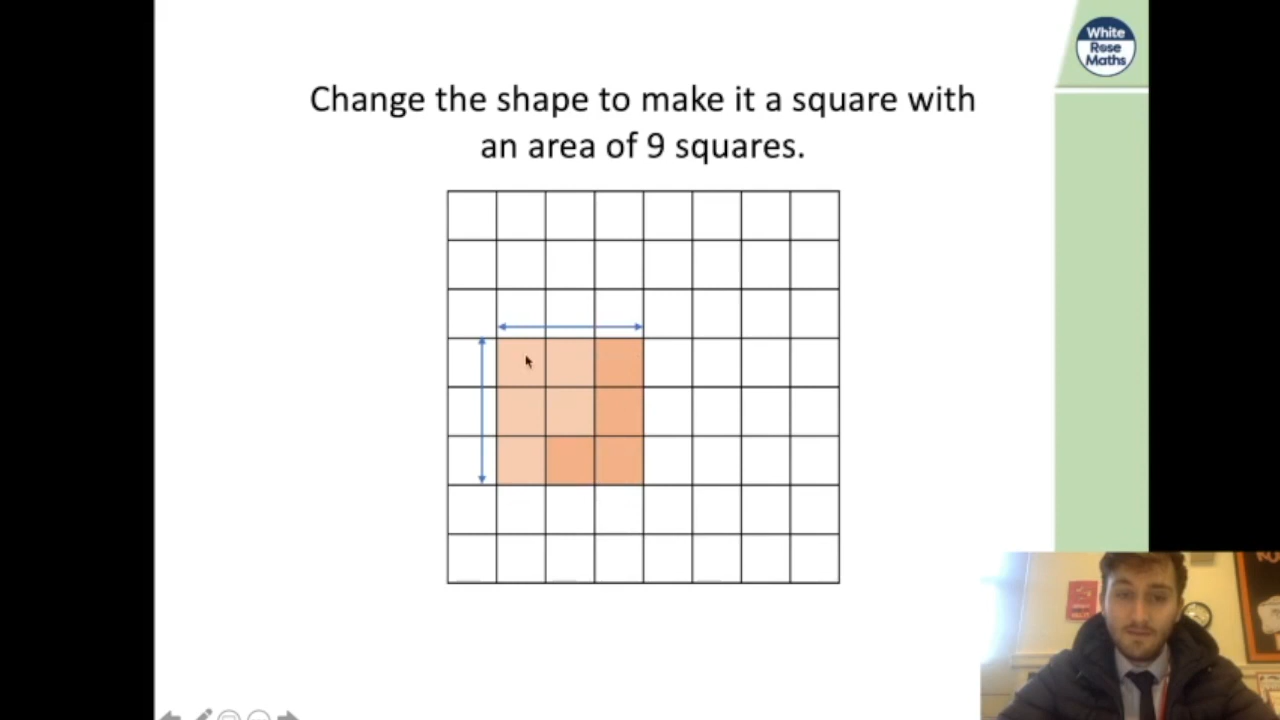 White
Rose
Maths
Change the shape to make it a square with
an area of 9 squares.